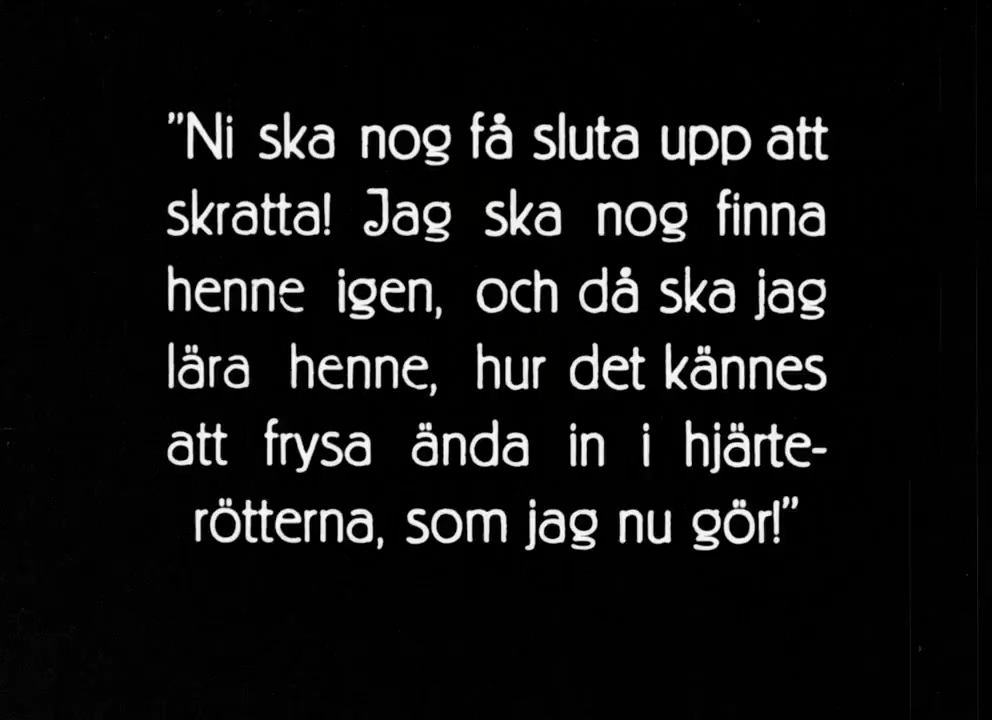 ”Ni ska nog få sluta upp att
skratta! Jag ska nog finna
henne igen, och då ska jag
lära henne, hur det kännes
att frysa ända in i hjärte-
rötterna, som jag nu gör!”